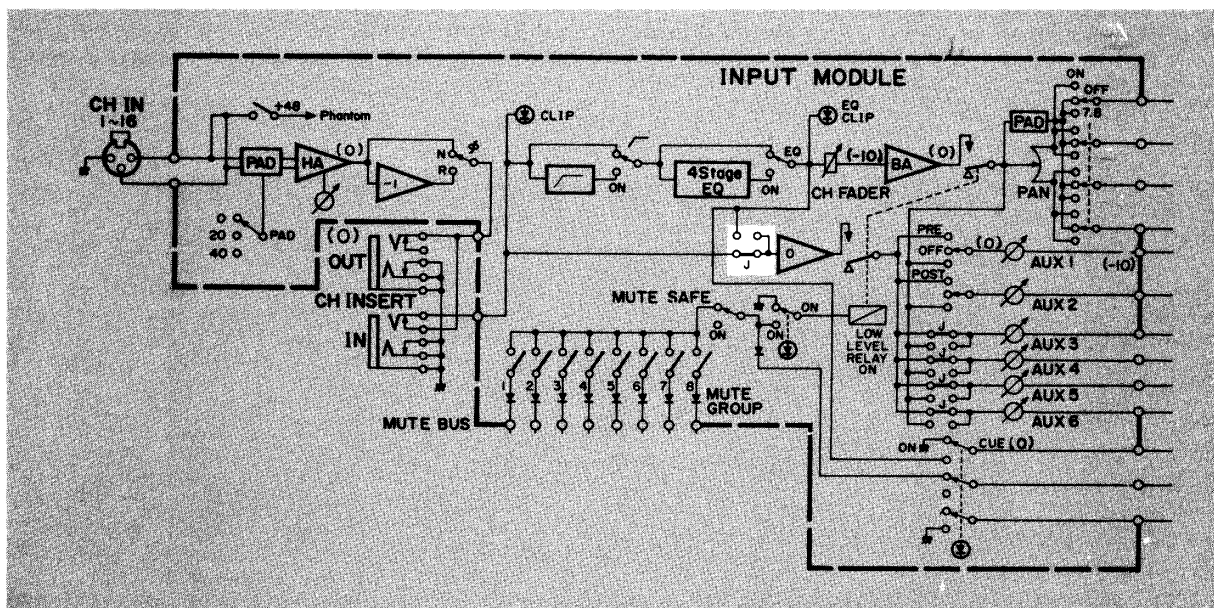 INPUT MODULE
CH IN
1~16
+48
Phantom
PAD
HA
(0)
-1
N
R
ø
0
20
40
PAD
(0)
OUT
CH INSERT
IN
CLIP
ON
4Stage
EQ
ON
EQ
EQ
CLIP
(-10)
CH FADER
BA
(0)
PAD
PAN
ON
OFF
7.8
J
0
PRE
OFF
POST
(0)
AUX 1
(-10)
AUX 2
J
AUX 3
J
AUX 4
J
AUX 5
J
AUX 6
MUTE SAFE
ON
ON
ON
LOW
LEVEL
RELAY
ON
1
2
3
4
5
6
7
8
MUTE
GROUP
MUTE BUS
ON
CUE (0)